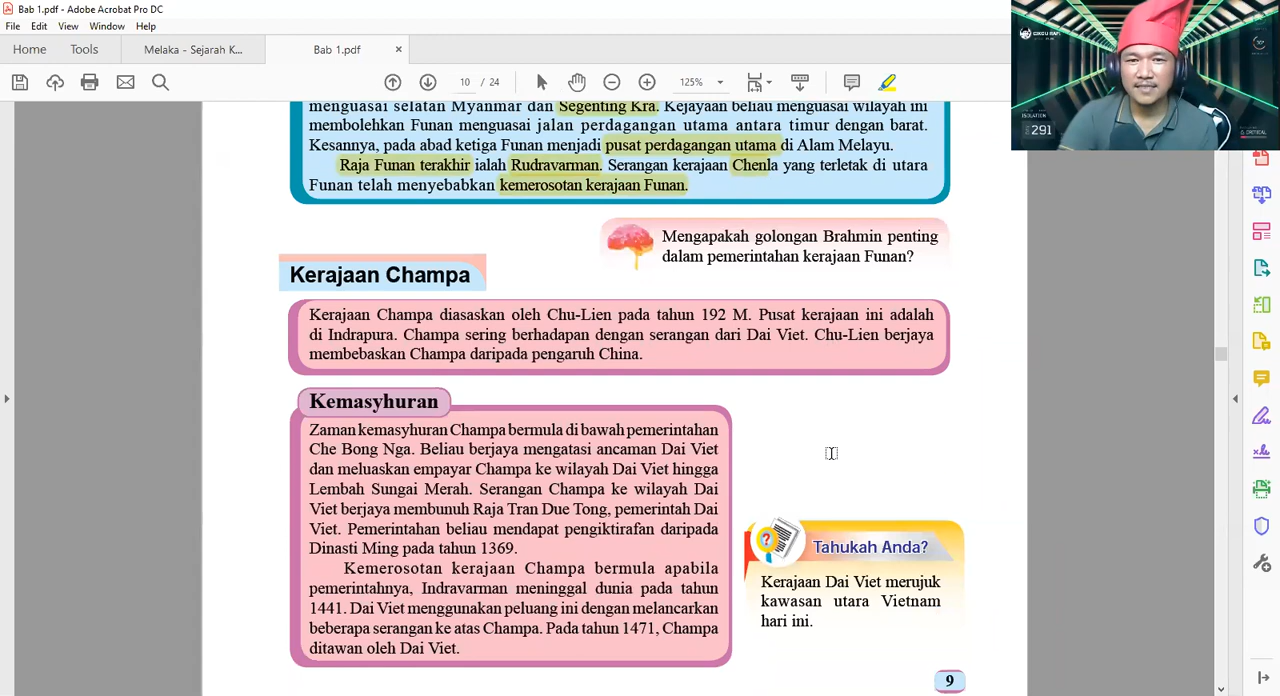 Bab 1.pdf - Adobe Acrobat Pro DC
File Edit View Window Help
Home Tools Melaka - Sejarah K... Bab 1.pdf ×
10 / 24 125%
menguasai selatan Myanmar dan Segenting Kra. Kejayaan beliau menguasai wilayah ini
membolehkan Funan menguasai jalan perdagangan utama antara timur dengan barat.
Kesannya, pada abad ketiga Funan menjadi pusat perdagangan utama di Alam Melayu.
Raja Funan terakhir ialah Rudravarman. Serangan kerajaan Chenla yang terletak di utara
Funan telah menyebabkan kemerosotan kerajaan Funan.
Mengapakah golongan Brahmin penting
dalam pemerintahan kerajaan Funan?
Kerajaan Champa
Kerajaan Champa diasaskan oleh Chu-Lien pada tahun 192 M. Pusat kerajaan ini adalah
di Indrapura. Champa sering berhadapan dengan serangan dari Dai Viet. Chu-Lien berjaya
membebaskan Champa daripada pengaruh China.
Kemasyhuran
Zaman kemasyhuran Champa bermula di bawah pemerintahan
Che Bong Nga. Beliau berjaya mengatasi ancaman Dai Viet
dan meluaskan empayar Champa ke wilayah Dai Viet hingga
Lembah Sungai Merah. Serangan Champa ke wilayah Dai
Viet berjaya membunuh Raja Tran Due Tong, pemerintah Dai
Viet. Pemerintahan beliau mendapat pengiktirafan daripada
Dinasti Ming pada tahun 1369.
Kemerosotan kerajaan Champa bermula apabila
pemerintahnya, Indravarman meninggal dunia pada tahun
1441. Dai Viet menggunakan peluang ini dengan melancarkan
beberapa serangan ke atas Champa. Pada tahun 1471, Champa
ditawan oleh Dai Viet.
Tahukah Anda?
Kerajaan Dai Viet merujuk
kawasan utara Vietnam
hari ini.
9
ISOLATION
291